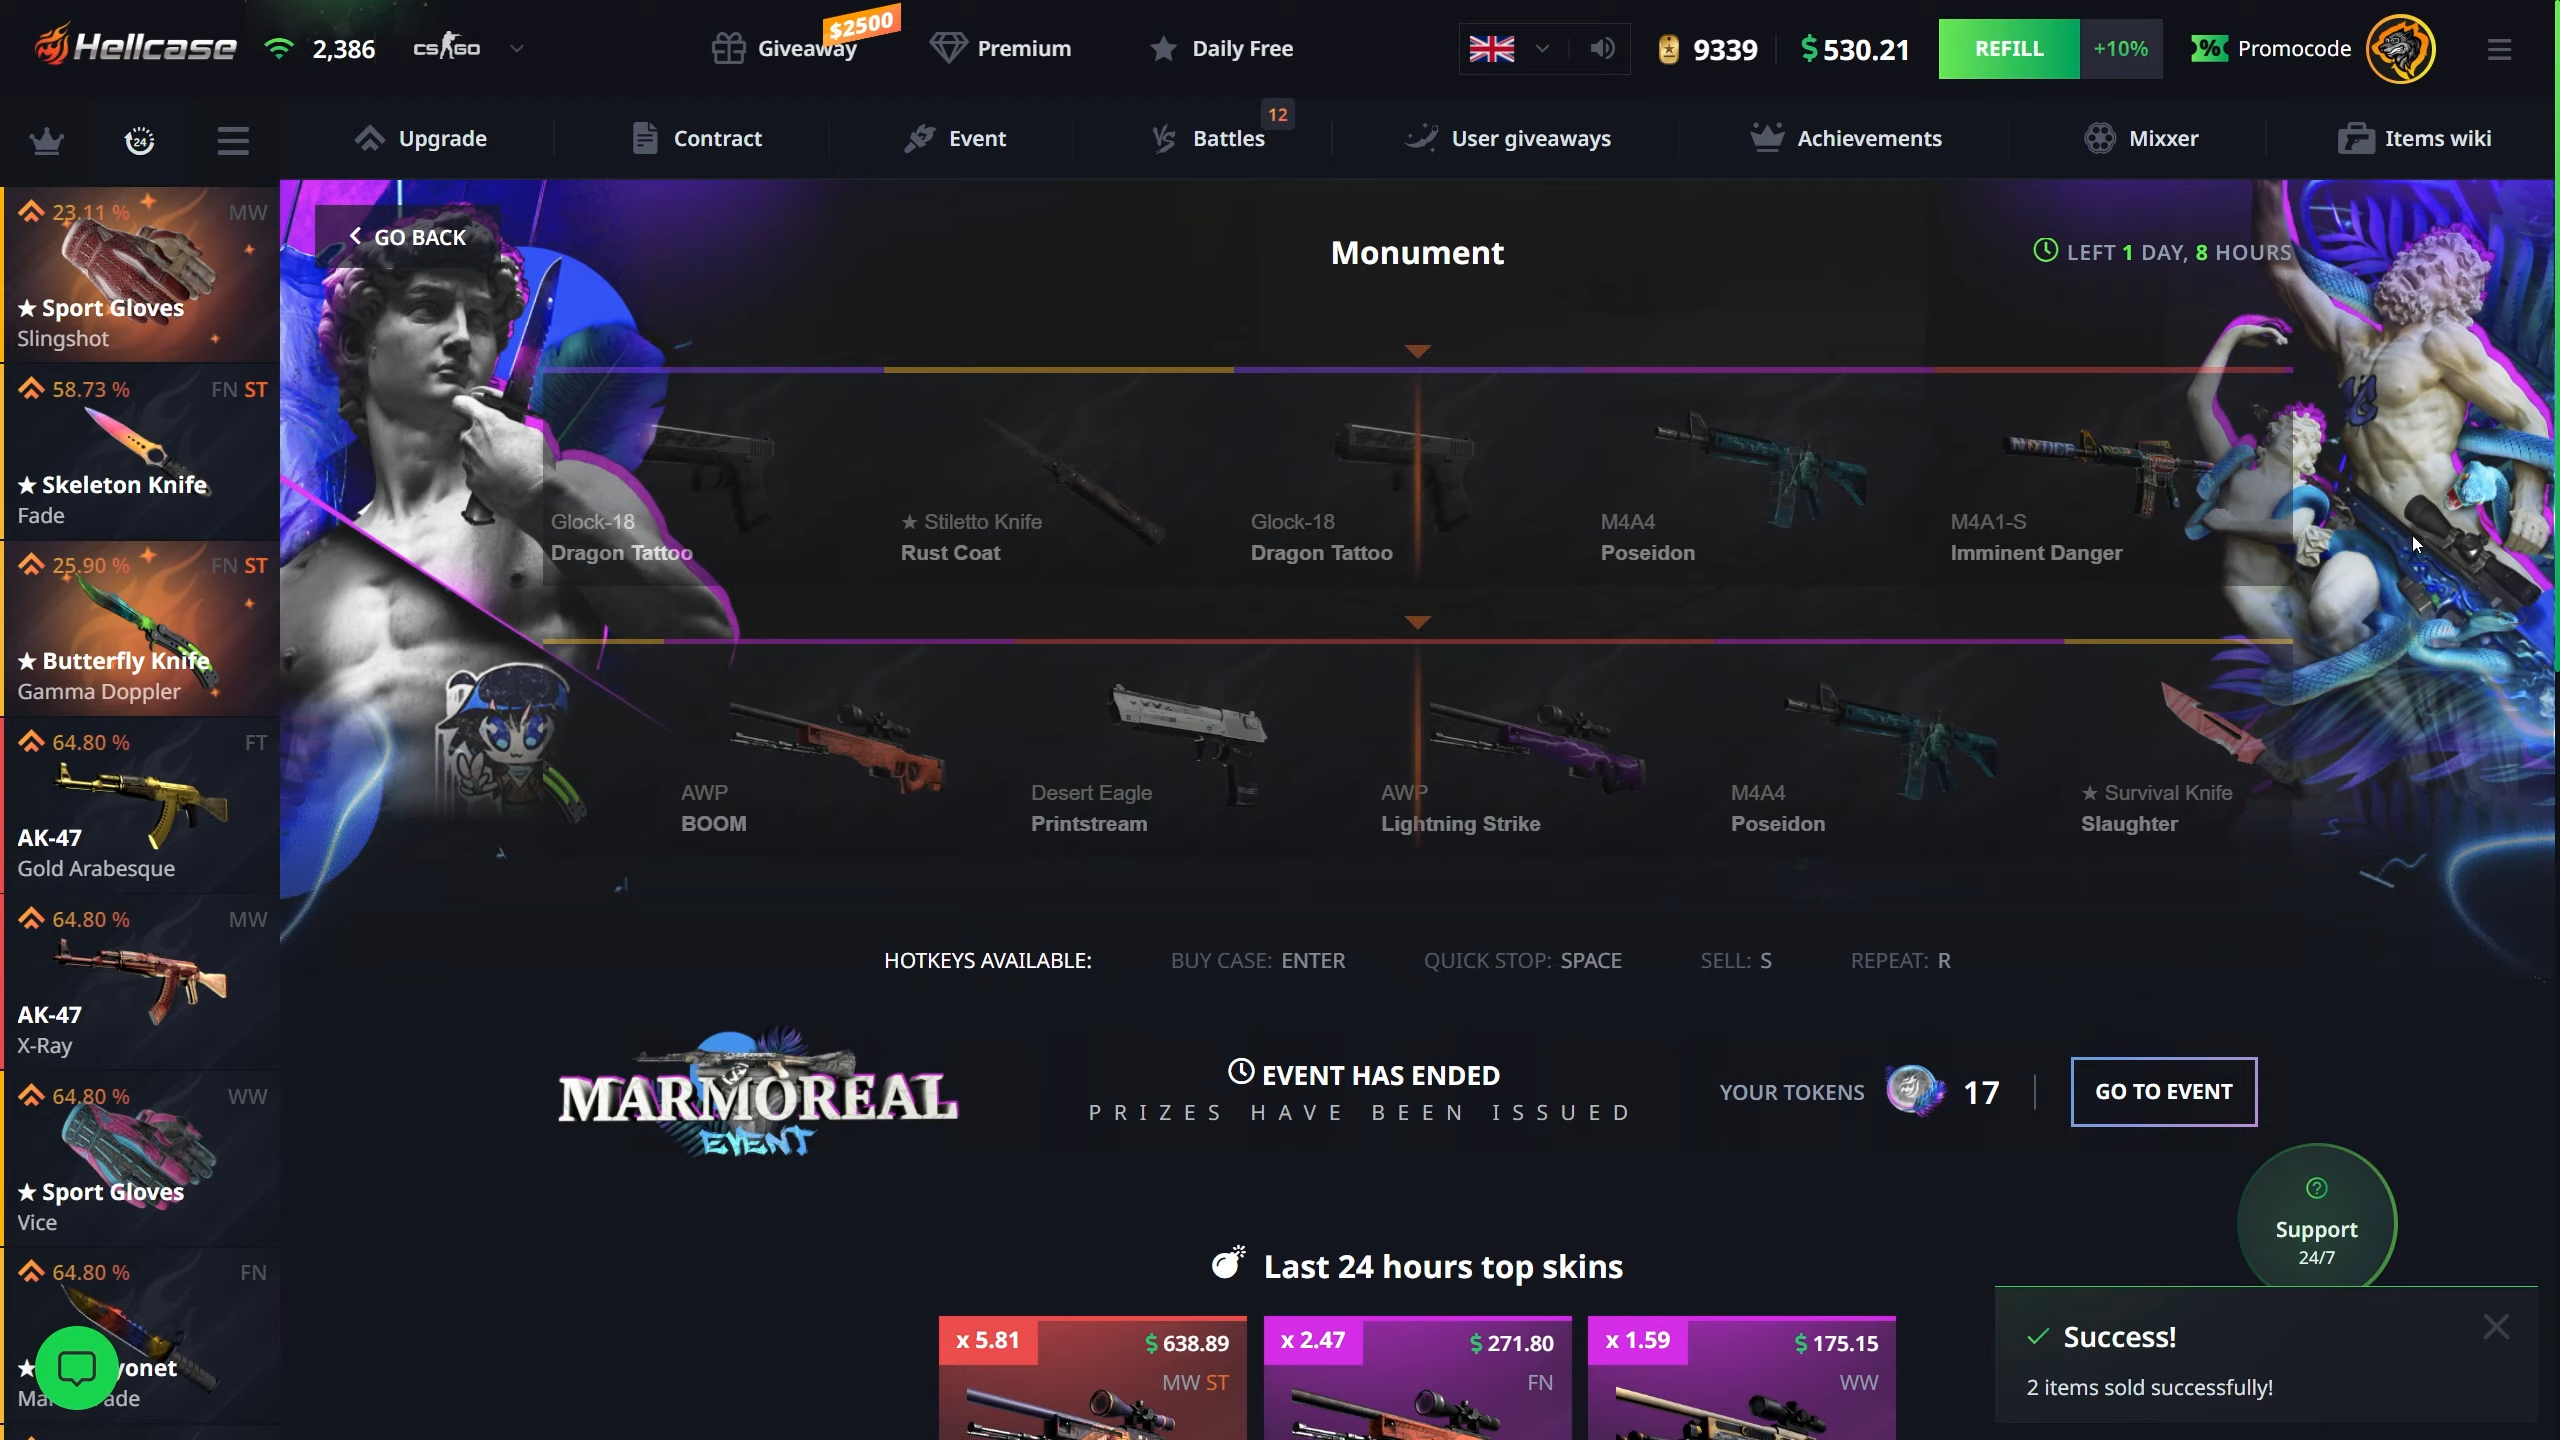 Hellcase
2,386
CS GO
Giveaway
$2500
Premium
Daily Free
9339
$ 530.21
REFILL
+10%
Promocode
24
Upgrade
Contract
Event
Battles
12
User giveaways
Achievements
Mixxer
Items wiki
23.11 %
MW
★ Sport Gloves
Slingshot
58.73 %
FN ST
★ Skeleton Knife
Fade
25.90 %
FN ST
★ Butterfly Knife
Gamma Doppler
64.80 %
FT
AK-47
Gold Arabesque
64.80 %
MW
AK-47
X-Ray
64.80 %
WW
★ Sport Gloves
Vice
64.80 %
FN
GO BACK
Monument
LEFT 1 DAY, 8 HOURS
Glock-18
Dragon Tattoo
★ Stiletto Knife
Rust Coat
Glock-18
Dragon Tattoo
M4A4
Poseidon
M4A1-S
Imminent Danger
AWP
BOOM
Desert Eagle
Printstream
AWP
Lightning Strike
M4A4
Poseidon
★ Survival Knife
Slaughter
HOTKEYS AVAILABLE:
BUY CASE: ENTER
QUICK STOP: SPACE
SELL: S
REPEAT: R
MARMOREAL
EVENT
EVENT HAS ENDED
PRIZES HAVE BEEN ISSUED
YOUR TOKENS
17
GO TO EVENT
Support
24/7
Last 24 hours top skins
x 5.81
$ 638.89
MW ST
x 2.47
$ 271.80
FN
x 1.59
$ 175.15
WW
Success!
2 items sold successfully!